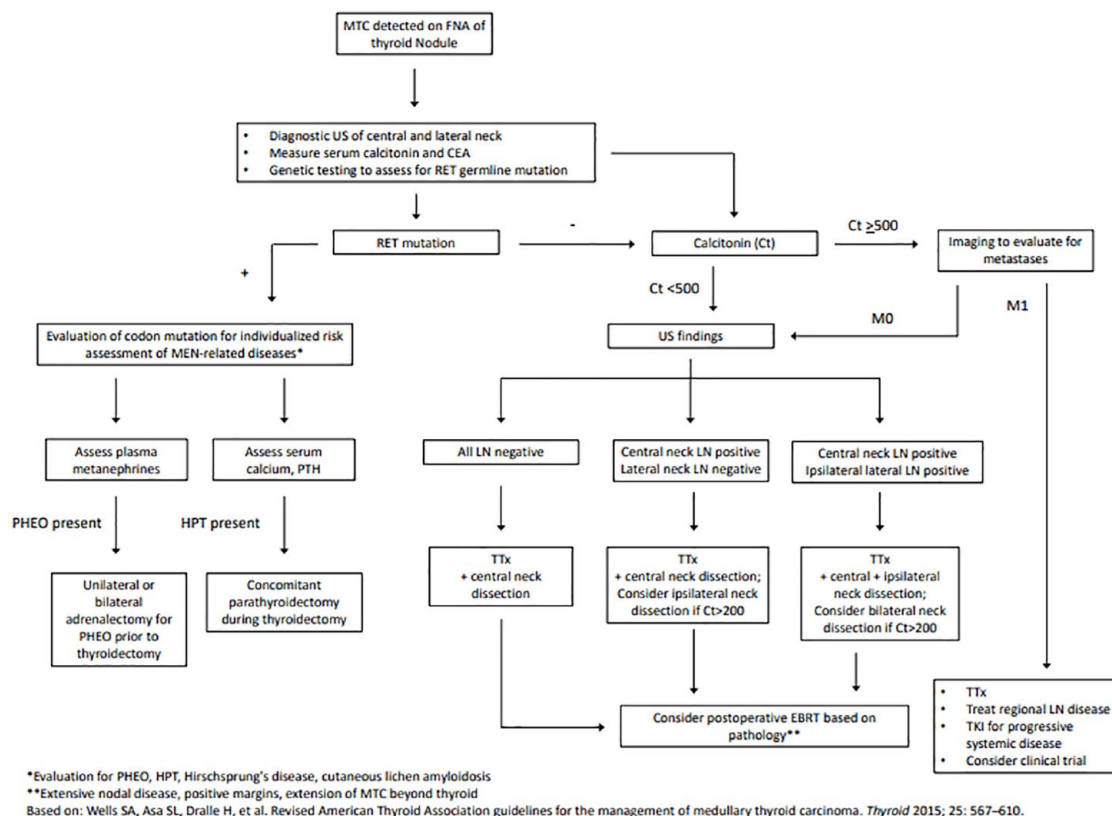 MTC detected on FNA of
thyroid Nodule
• Diagnostic US of central and lateral neck
• Measure serum calcitonin and CEA
• Genetic testing to assess for RET germline mutation
RET mutation
-
Calcitonin (Ct)
Ct ≥500
Imaging to evaluate for
metastases
+
Ct <500
M0
M1
Evaluation of codon mutation for individualized risk
assessment of MEN-related diseases*
US findings
Assess plasma
metanephrines
Assess serum
calcium, PTH
All LN negative
Central neck LN positive
Lateral neck LN negative
Central neck LN positive
Ipsilateral lateral LN positive
PHEO present
HPT present
Unilateral or
bilateral
adrenalectomy for
PHEO prior to
thyroidectomy
Concomitant
parathyroidectomy
during thyroidectomy
TTx
+ central neck
dissection
TTx
+ central neck dissection;
Consider ipsilateral neck
dissection if Ct>200
TTx
+ central + ipsilateral
neck dissection;
Consider bilateral neck
dissection if Ct>200
Consider postoperative EBRT based on
pathology**
• TTx
• Treat regional LN disease
• TKI for progressive
systemic disease
• Consider clinical trial
*Evaluation for PHEO, HPT, Hirschsprung's disease, cutaneous lichen amyloidosis
**Extensive nodal disease, positive margins, extension of MTC beyond thyroid
Based on: Wells SA, Asa SL, Dralle H, et al. Revised American Thyroid Association guidelines for the management of medullary thyroid carcinoma. Thyroid 2015; 25: 567–610.